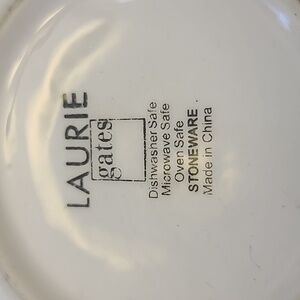 LAURIE
gates
Dishwasher Safe
Microwave Safe
Oven Safe
STONEWARE
Made in China